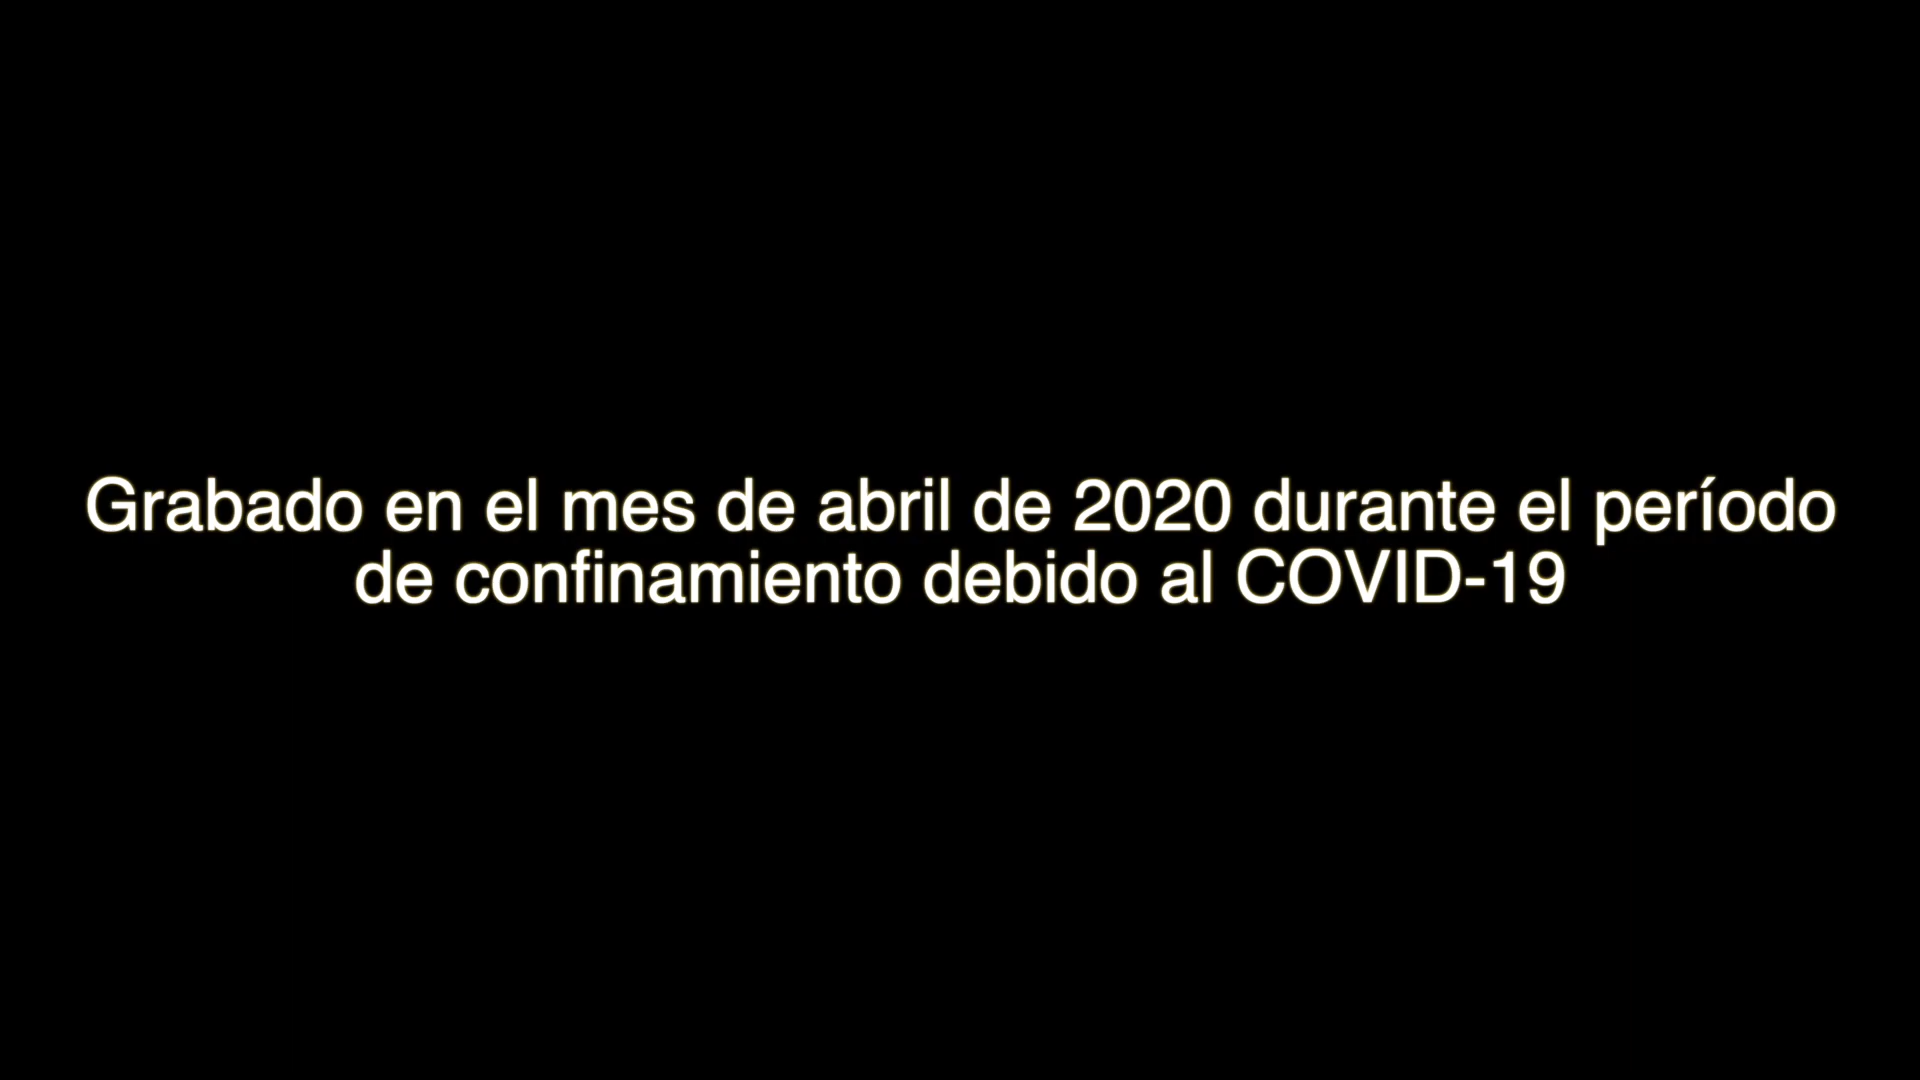 Grabado en el mes de abril de 2020 durante el período
de confinamiento debido al COVID-19